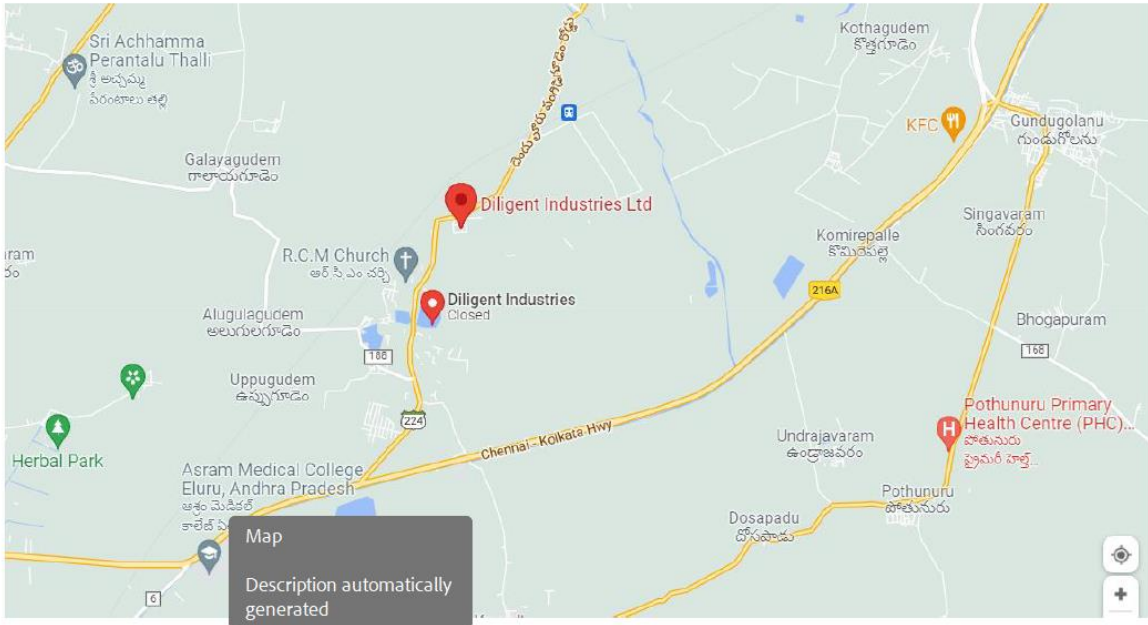 Sri Achhamma
Perantalu Thalli
శ్రీ అచ్చమ్మ
పేరంటాలు తల్లి
Kothagudem
కొత్తగూడెం
KFC
Gundugolanu
గుండుగోలను
Galayagudem
గాలాయగూడెం
Diligent Industries Ltd
Singavaram
సింగవరం
Komirepalle
కొమిరేపల్లె
R.C.M Church
ఆర్.సి.ఎం చర్చి
216A
Diligent Industries
Closed
Alugulagudem
అలుగులగూడెం
Bhogapuram
188
168
Uppugudem
ఉప్పుగూడెం
224
Chennai - Kolkata Hwy
Pothunuru Primary
Health Centre (PHC)...
పోతునూరు
ప్రైమరీ హెల్త్...
Herbal Park
Undrajavaram
ఉండ్రాజవరం
Asram Medical College
Eluru, Andhra Pradesh
ఆశ్రం మెడికల్
కాలేజ్
Pothunuru
పోతునూరు
Dosapadu
దోసపాడు
Map
Description automatically
generated
6